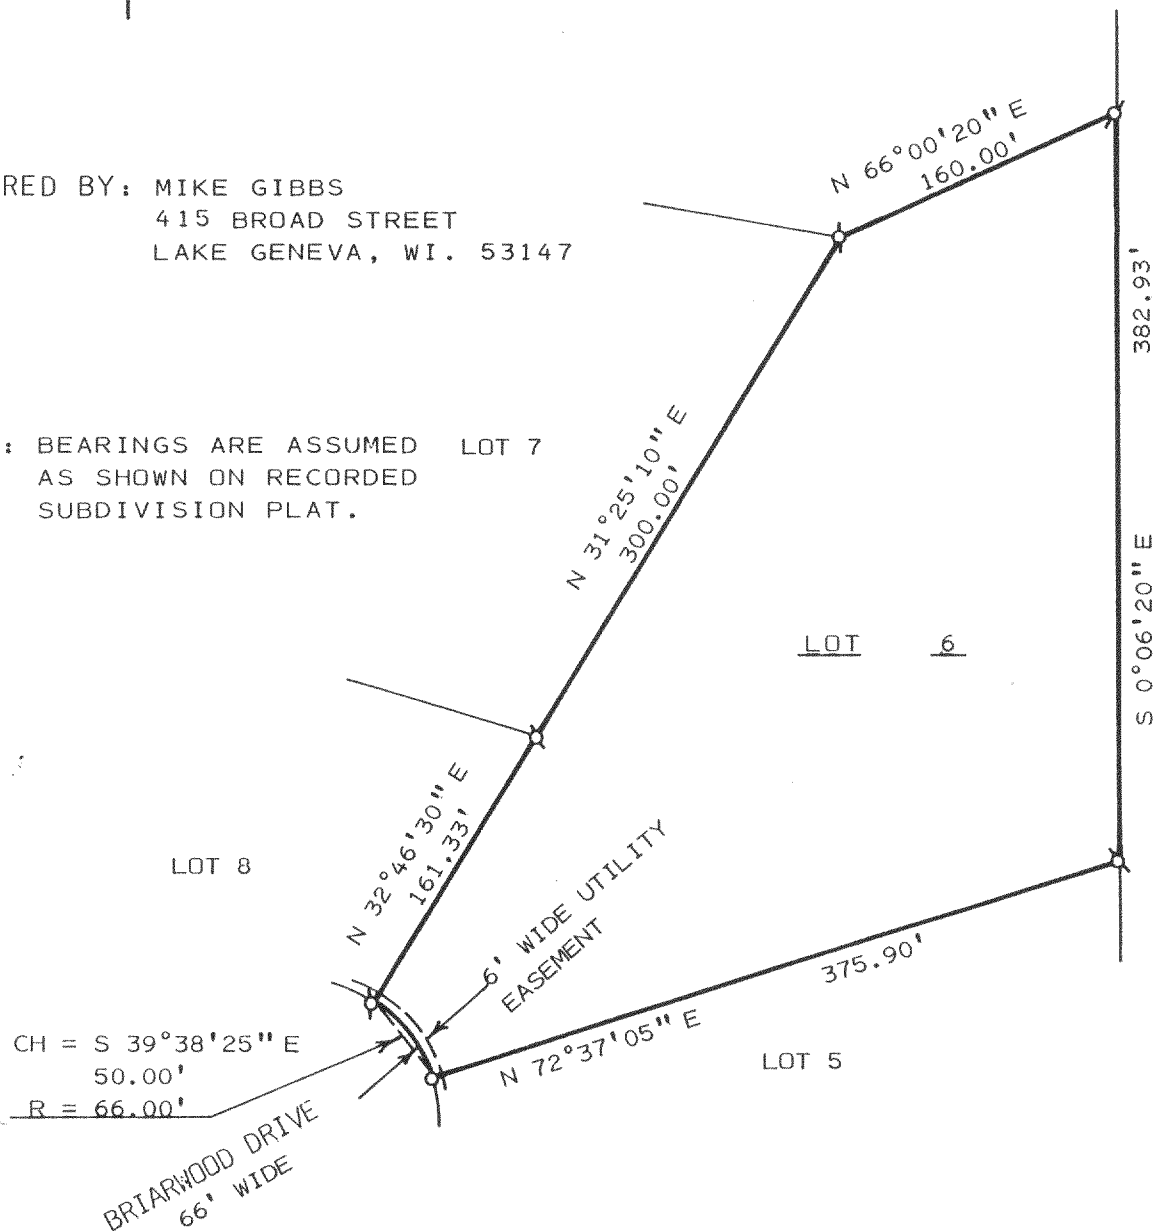 N 66°00'20" E
160.00'
RED BY: MIKE GIBBS
415 BROAD STREET
LAKE GENEVA, WI. 53147
382.93'
: BEARINGS ARE ASSUMED
AS SHOWN ON RECORDED
SUBDIVISION PLAT.
LOT 7
N 31°25'10" E
300.00'
S 0°06'20" E
LOT 6
N 32°46'30" E
161.33'
LOT 8
6' WIDE UTILITY
EASEMENT
375.90'
N 72°37'05" E
LOT 5
CH = S 39°38'25" E
50.00'
R = 66.00'
BRIARWOOD DRIVE
66' WIDE